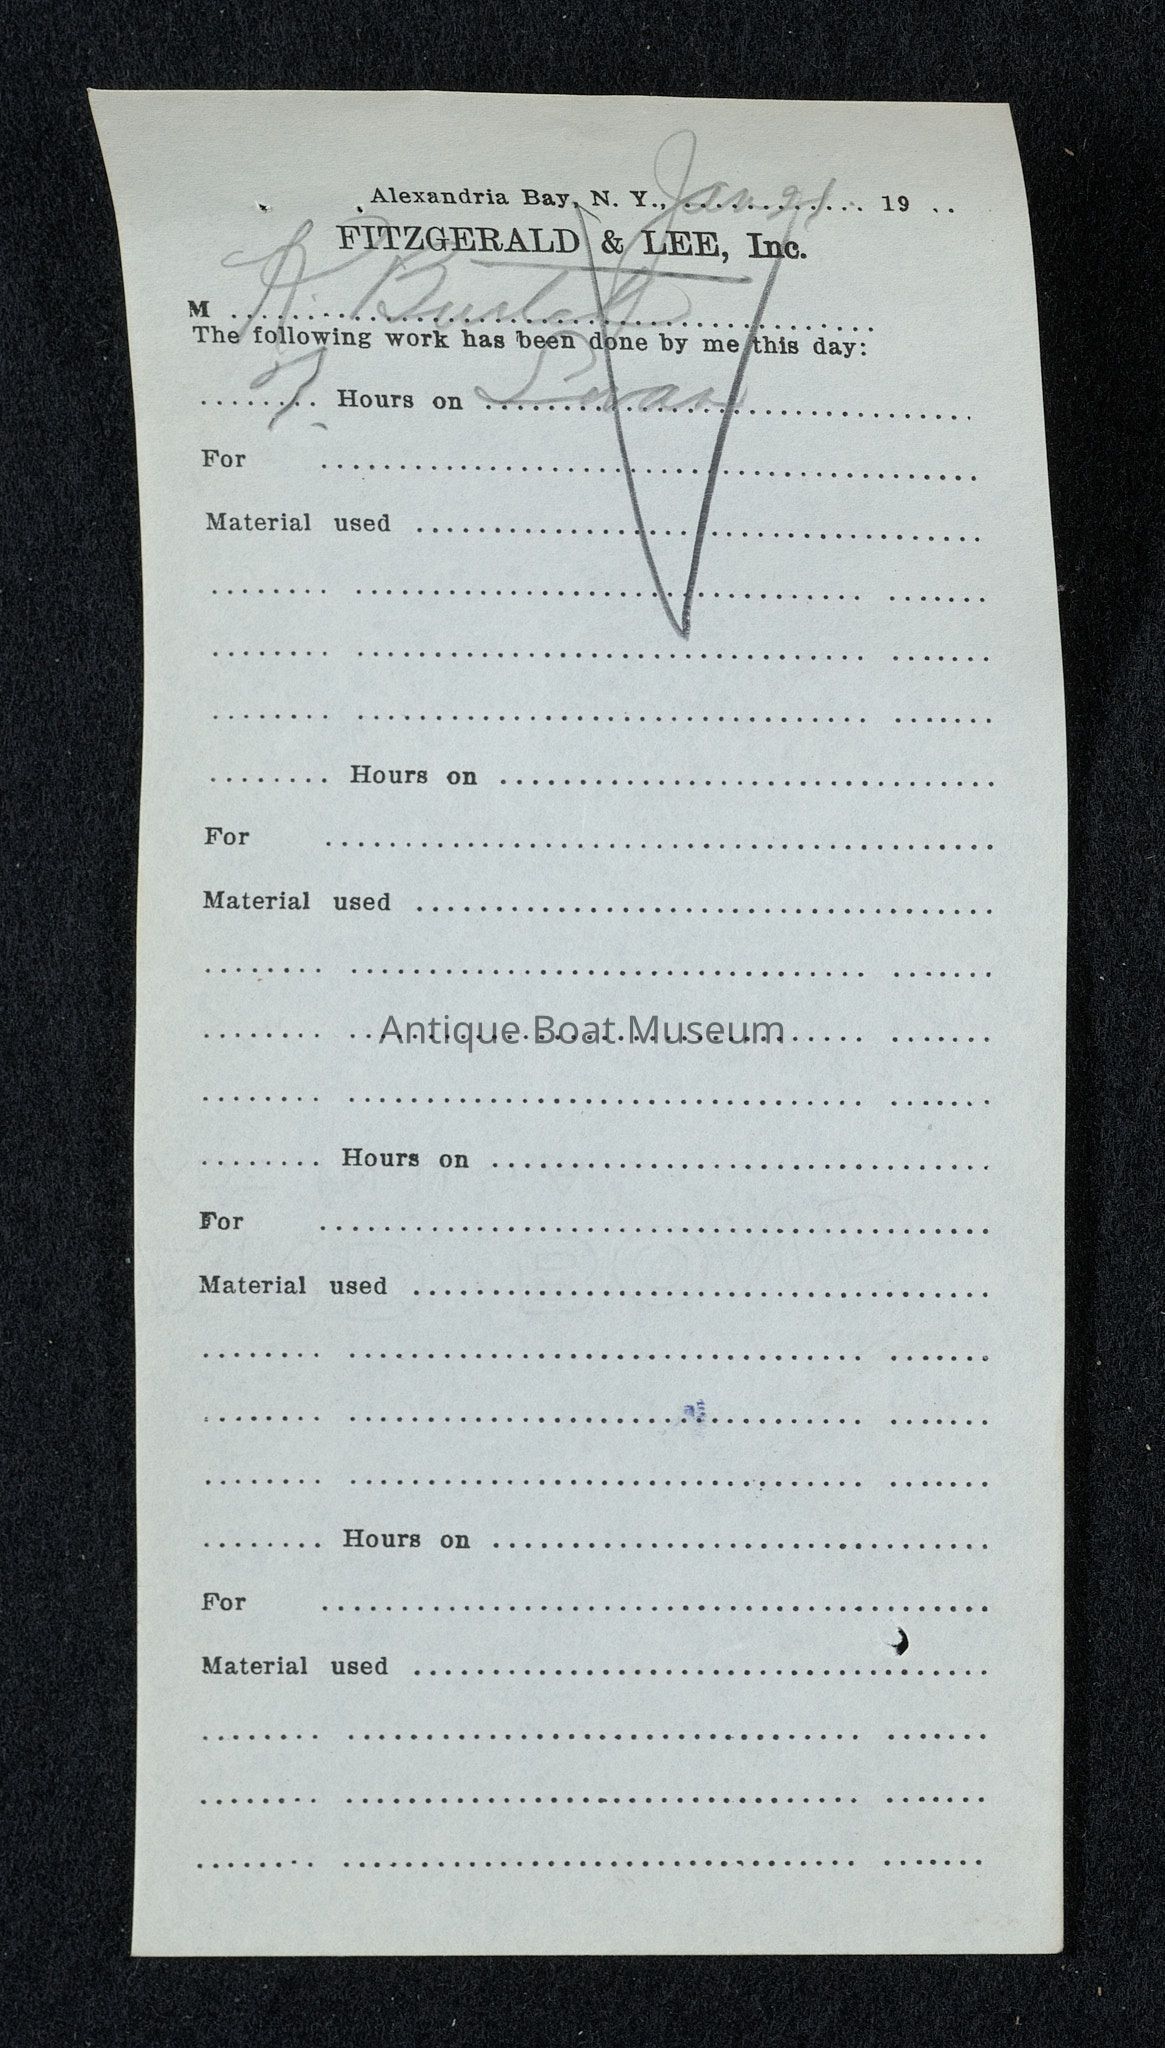 Alexandria Bay, N. Y., Jan 21 19 ..
FITZGERALD & LEE, Inc.
M R. Burtch
The following work has been done by me this day:
Hours on Swan
For
Material used
Hours on
For
Material used
Antique Boat Museum
Hours on
For
Material used
Hours on
For
Material used